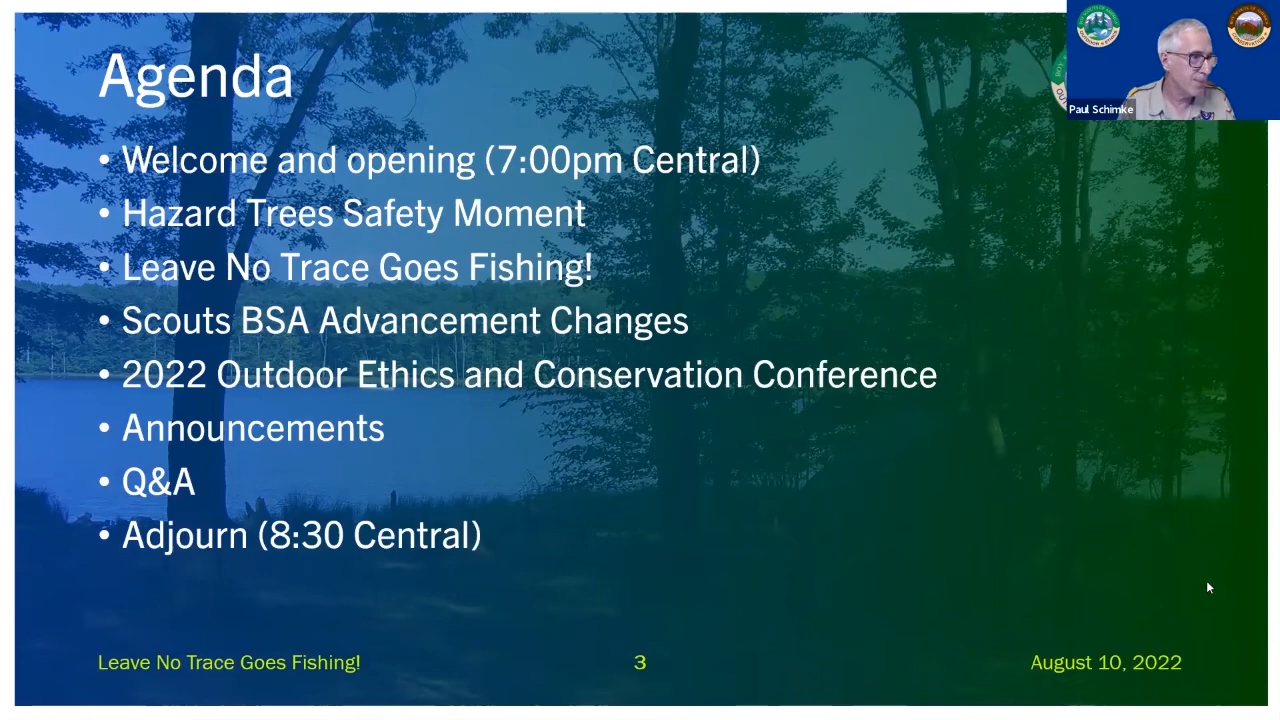 Agenda
• Welcome and opening (7:00pm Central)
• Hazard Trees Safety Moment
• Leave No Trace Goes Fishing!
• Scouts BSA Advancement Changes
• 2022 Outdoor Ethics and Conservation Conference
• Announcements
• Q&A
• Adjourn (8:30 Central)
Leave No Trace Goes Fishing!
3
August 10, 2022
Paul Schimke